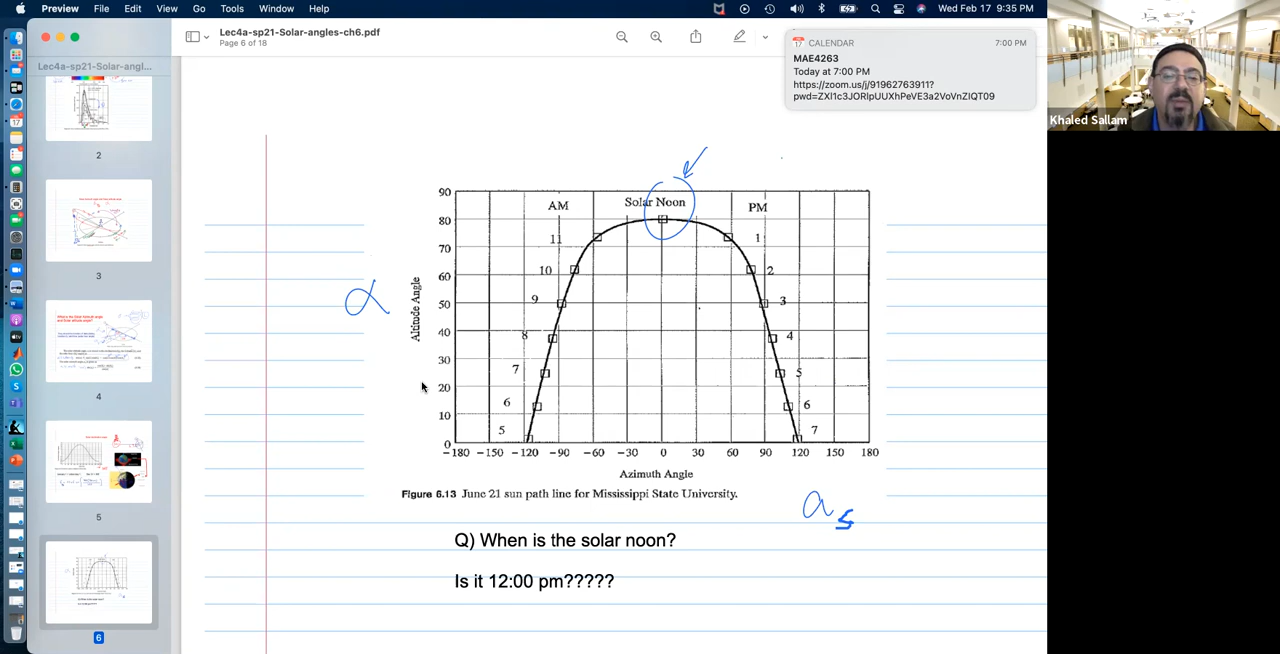 Preview File Edit View Go Tools Window Help
Wed Feb 17 9:35 PM
Lec4a-sp21-Solar-angles-ch6.pdf
Page 6 of 18
CALENDAR 7:00 PM
MAE4263
Today at 7:00 PM
https://zoom.us/j/91962763911?
pwd=ZXl1c3JORlpUUXhPeVE3a2VoVnZIQT09
Khaled Sallam
Lec4a-sp21-Solar-angl...
2
3
4
5
6
AM Solar Noon PM
90
80
70
60
50
40
30
20
10
0
11 1
10 2
9 3
8 4
7 5
6 6
5 7
Altitude Angle
α
-180 -150 -120 -90 -60 -30 0 30 60 90 120 150 180
Azimuth Angle
Figure 6.13 June 21 sun path line for Mississippi State University.
as
Q) When is the solar noon?
Is it 12:00 pm?????